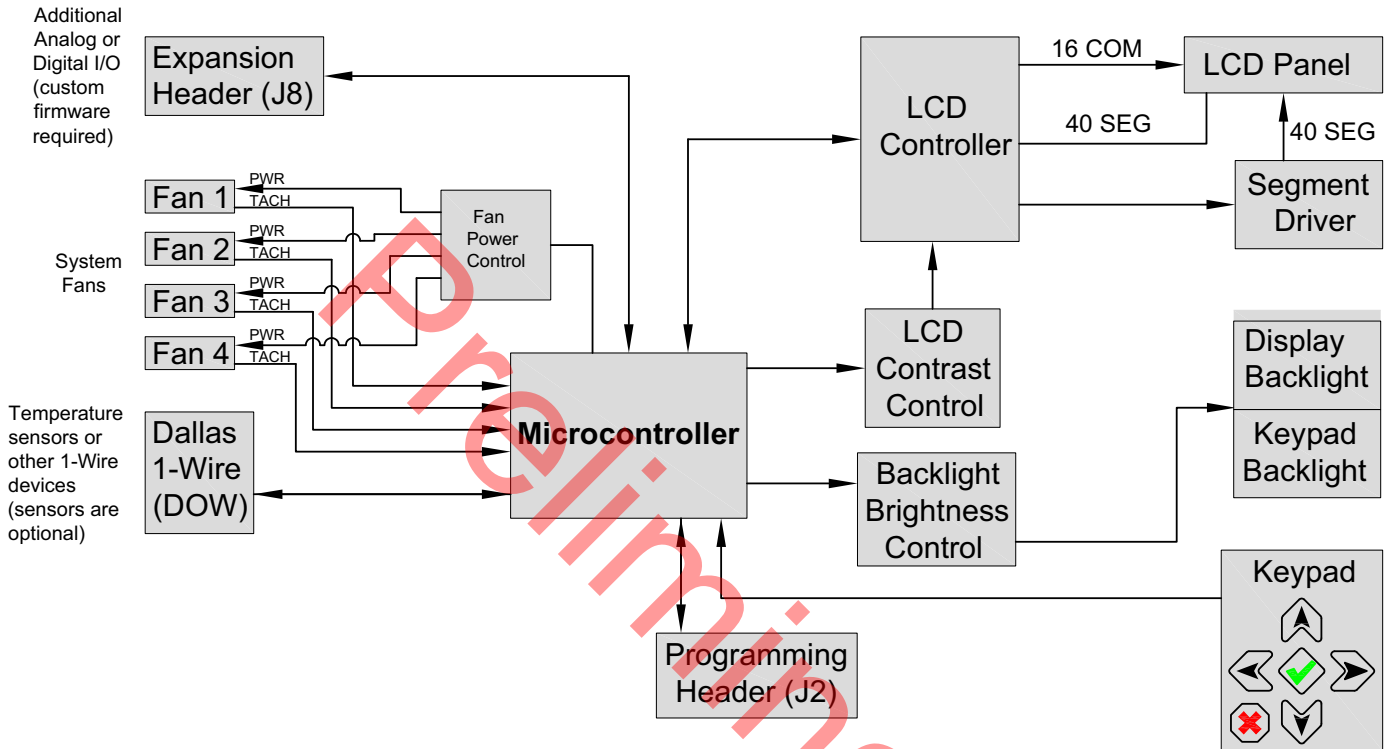 Additional
Analog or
Digital I/O
(custom
firmware
required)
Expansion
Header (J8)
Fan 1
PWR
TACH
Fan 2
PWR
TACH
Fan 3
PWR
TACH
Fan 4
PWR
TACH
System
Fans
Fan
Power
Control
Temperature
sensors or
other 1-Wire
devices
(sensors are
optional)
Dallas
1-Wire
(DOW)
Microcontroller
Programming
Header (J2)
LCD
Controller
16 COM
40 SEG
LCD Panel
40 SEG
Segment
Driver
LCD
Contrast
Control
Backlight
Brightness
Control
Display
Backlight
Keypad
Backlight
Keypad
Prelimin